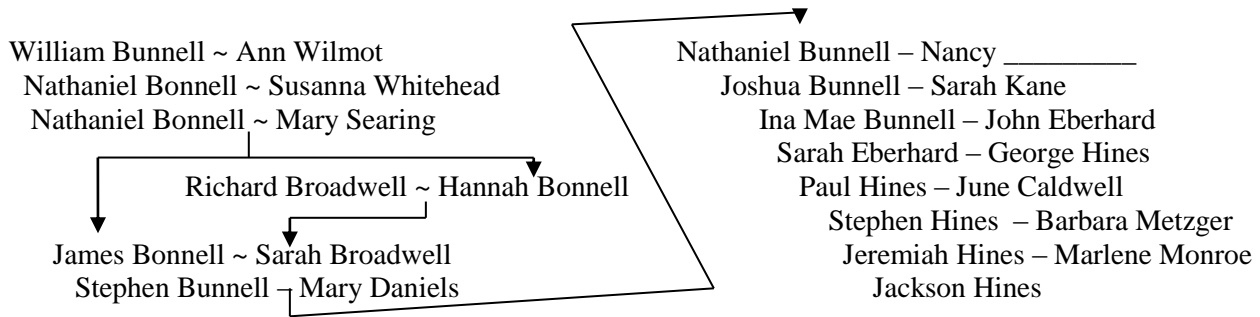 William Bunnell ~ Ann Wilmot
Nathaniel Bonnell ~ Susanna Whitehead
Nathaniel Bonnell ~ Mary Searing
Richard Broadwell ~ Hannah Bonnell
James Bonnell ~ Sarah Broadwell
Stephen Bunnell – Mary Daniels
Nathaniel Bunnell – Nancy _________
Joshua Bunnell – Sarah Kane
Ina Mae Bunnell – John Eberhard
Sarah Eberhard – George Hines
Paul Hines – June Caldwell
Stephen Hines – Barbara Metzger
Jeremiah Hines – Marlene Monroe
Jackson Hines